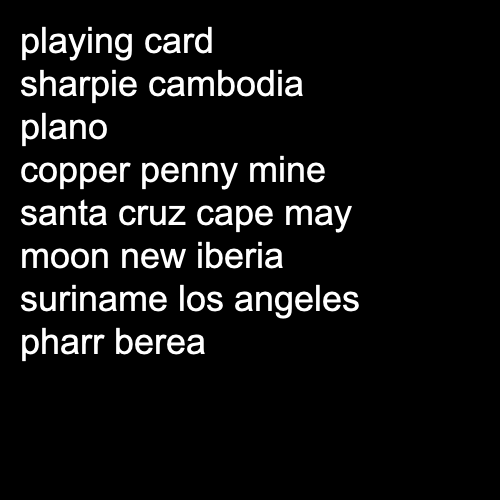 playing card
sharpie cambodia
plano
copper penny mine
santa cruz cape may
moon new iberia
suriname los angeles
pharr berea